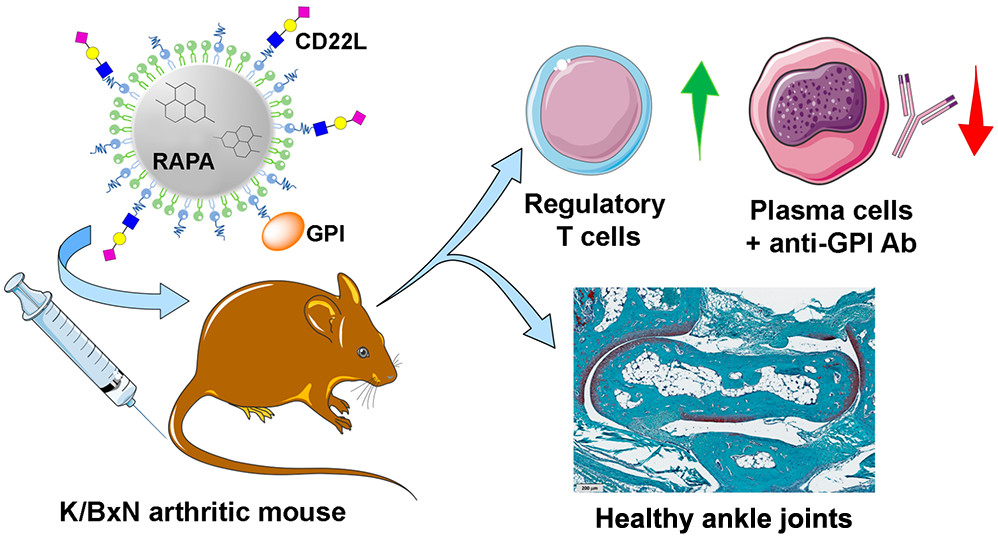 CD22L
RAPA
GPI
Regulatory
T cells
Plasma cells
+ anti-GPI Ab
K/BxN arthritic mouse
200 µm
Healthy ankle joints